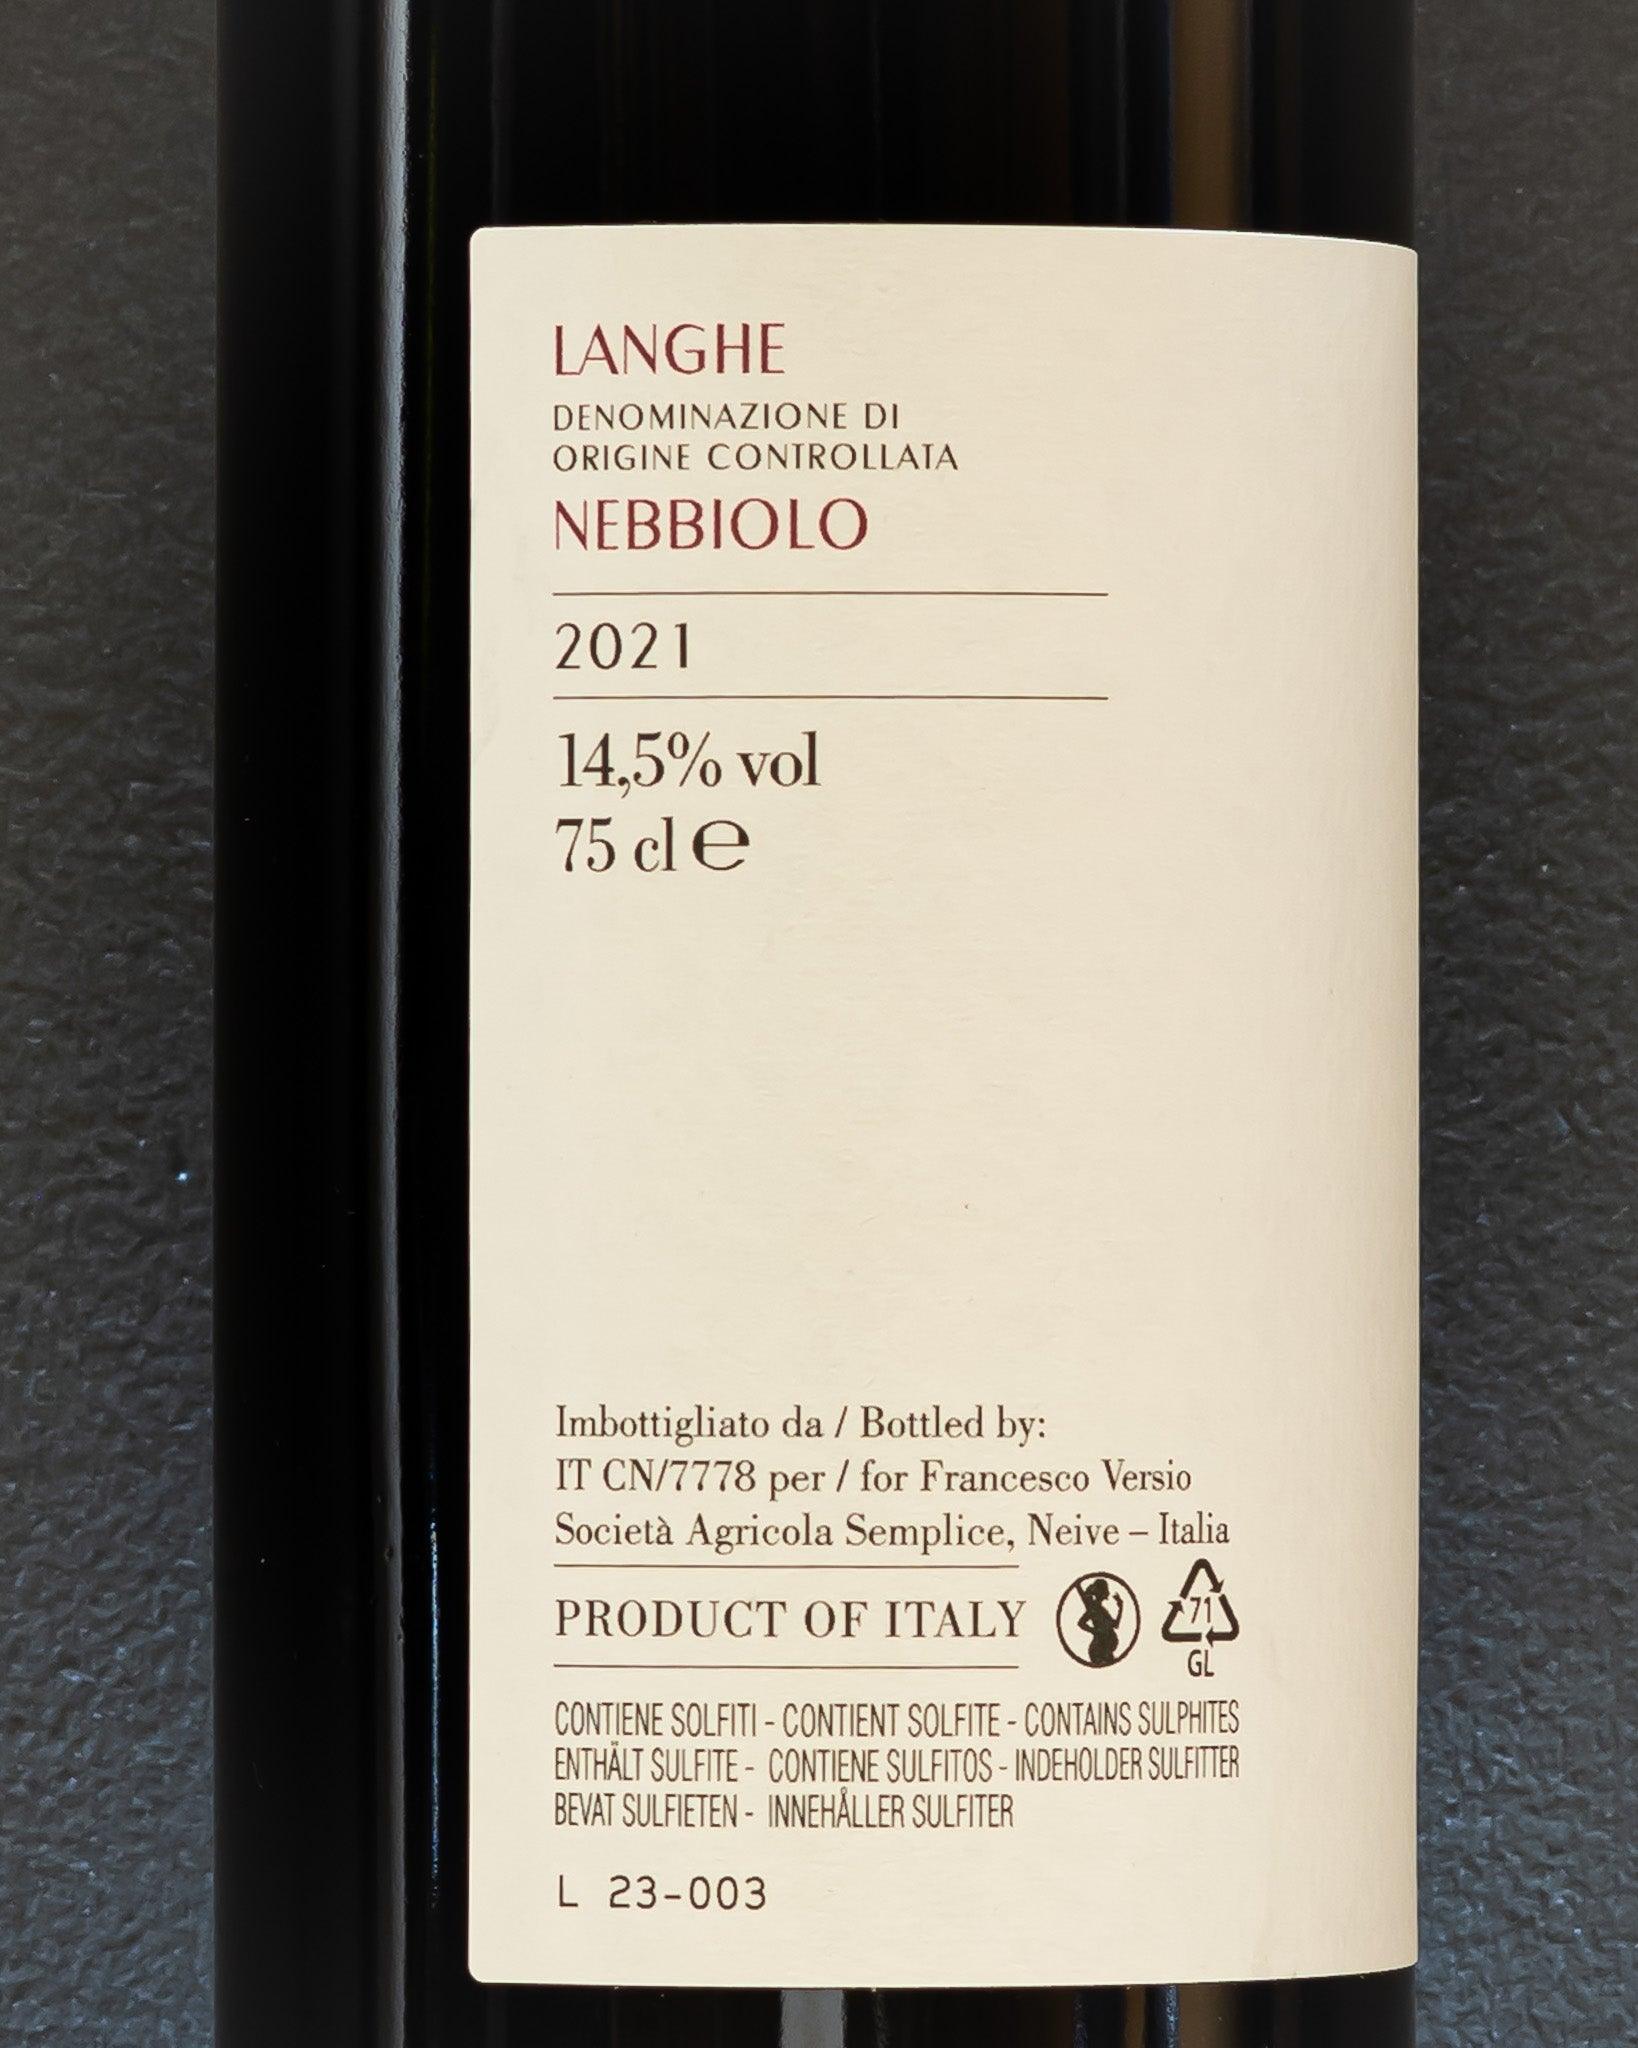 LANGHE
DENOMINAZIONE DI
ORIGINE CONTROLLATA
NEBBIOLO
2021
14,5% vol
75 cl ℮
Imbottigliato da / Bottled by:
IT CN/7778 per / for Francesco Versio
Società Agricola Semplice, Neive – Italia
PRODUCT OF ITALY
71
GL
CONTIENE SOLFITI - CONTIENT SOLFITE - CONTAINS SULPHITES
ENTHÄLT SULFITE - CONTIENE SULFITOS - INDEHOLDER SULFITTER
BEVAT SULFIETEN - INNEHÅLLER SULFITER
L 23-003